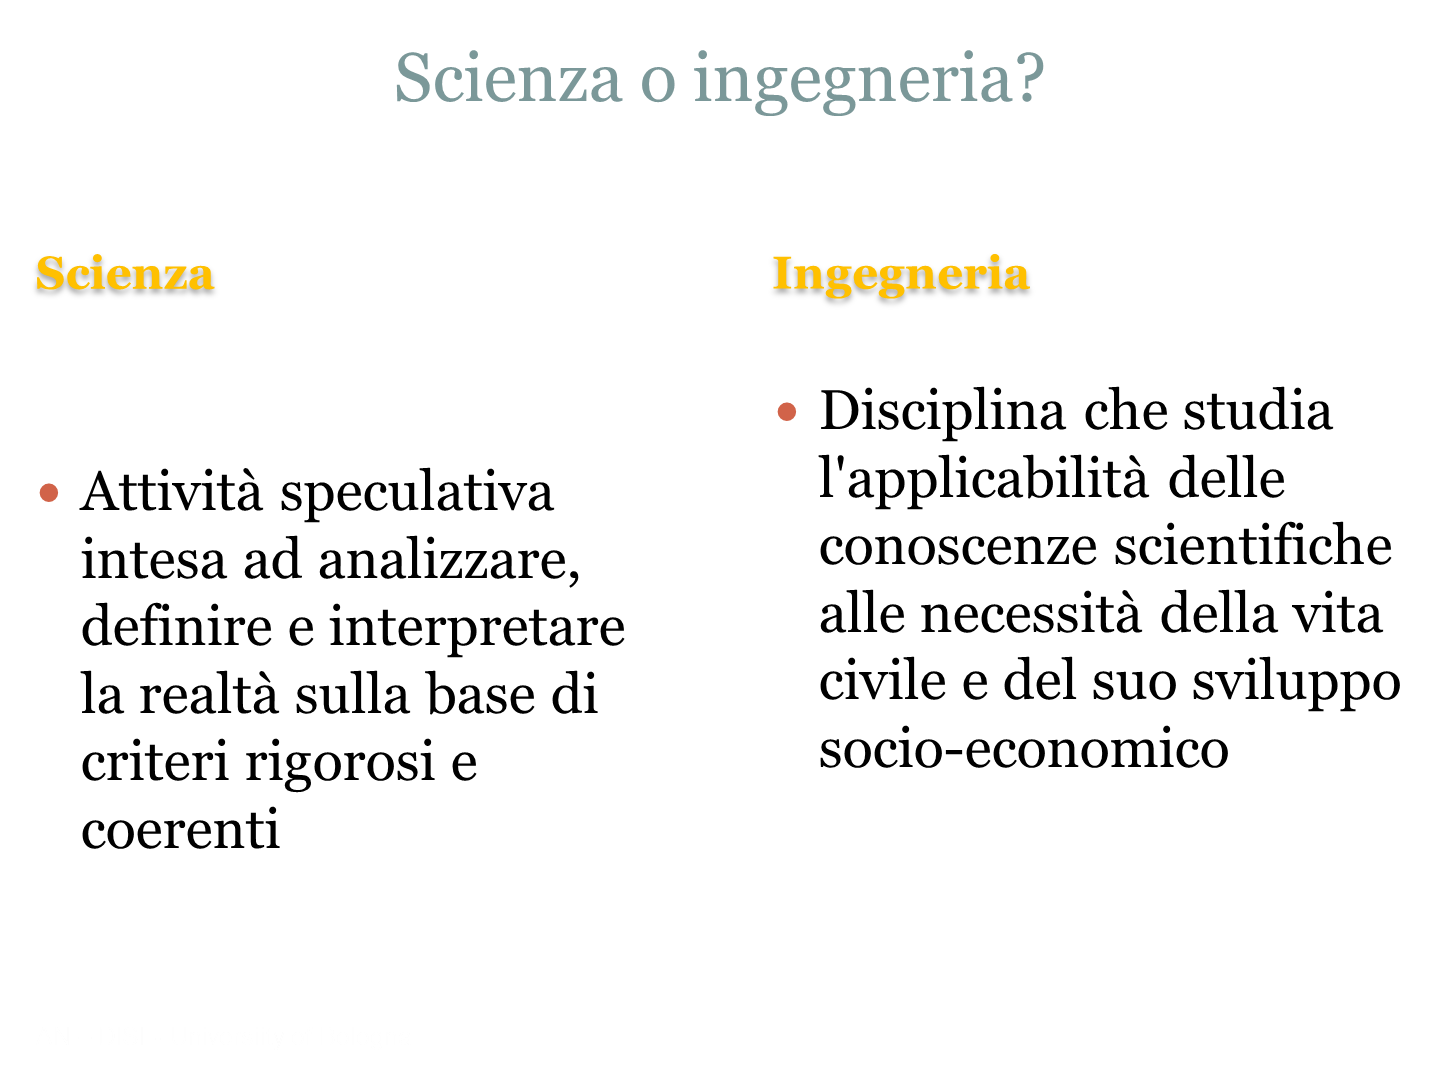 Scienza o ingegneria?
Scienza
• Attività speculativa
intesa ad analizzare,
definire e interpretare
la realtà sulla base di
criteri rigorosi e
coerenti
Ingegneria
• Disciplina che studia
l'applicabilità delle
conoscenze scientifiche
alle necessità della vita
civile e del suo sviluppo
socio-economico